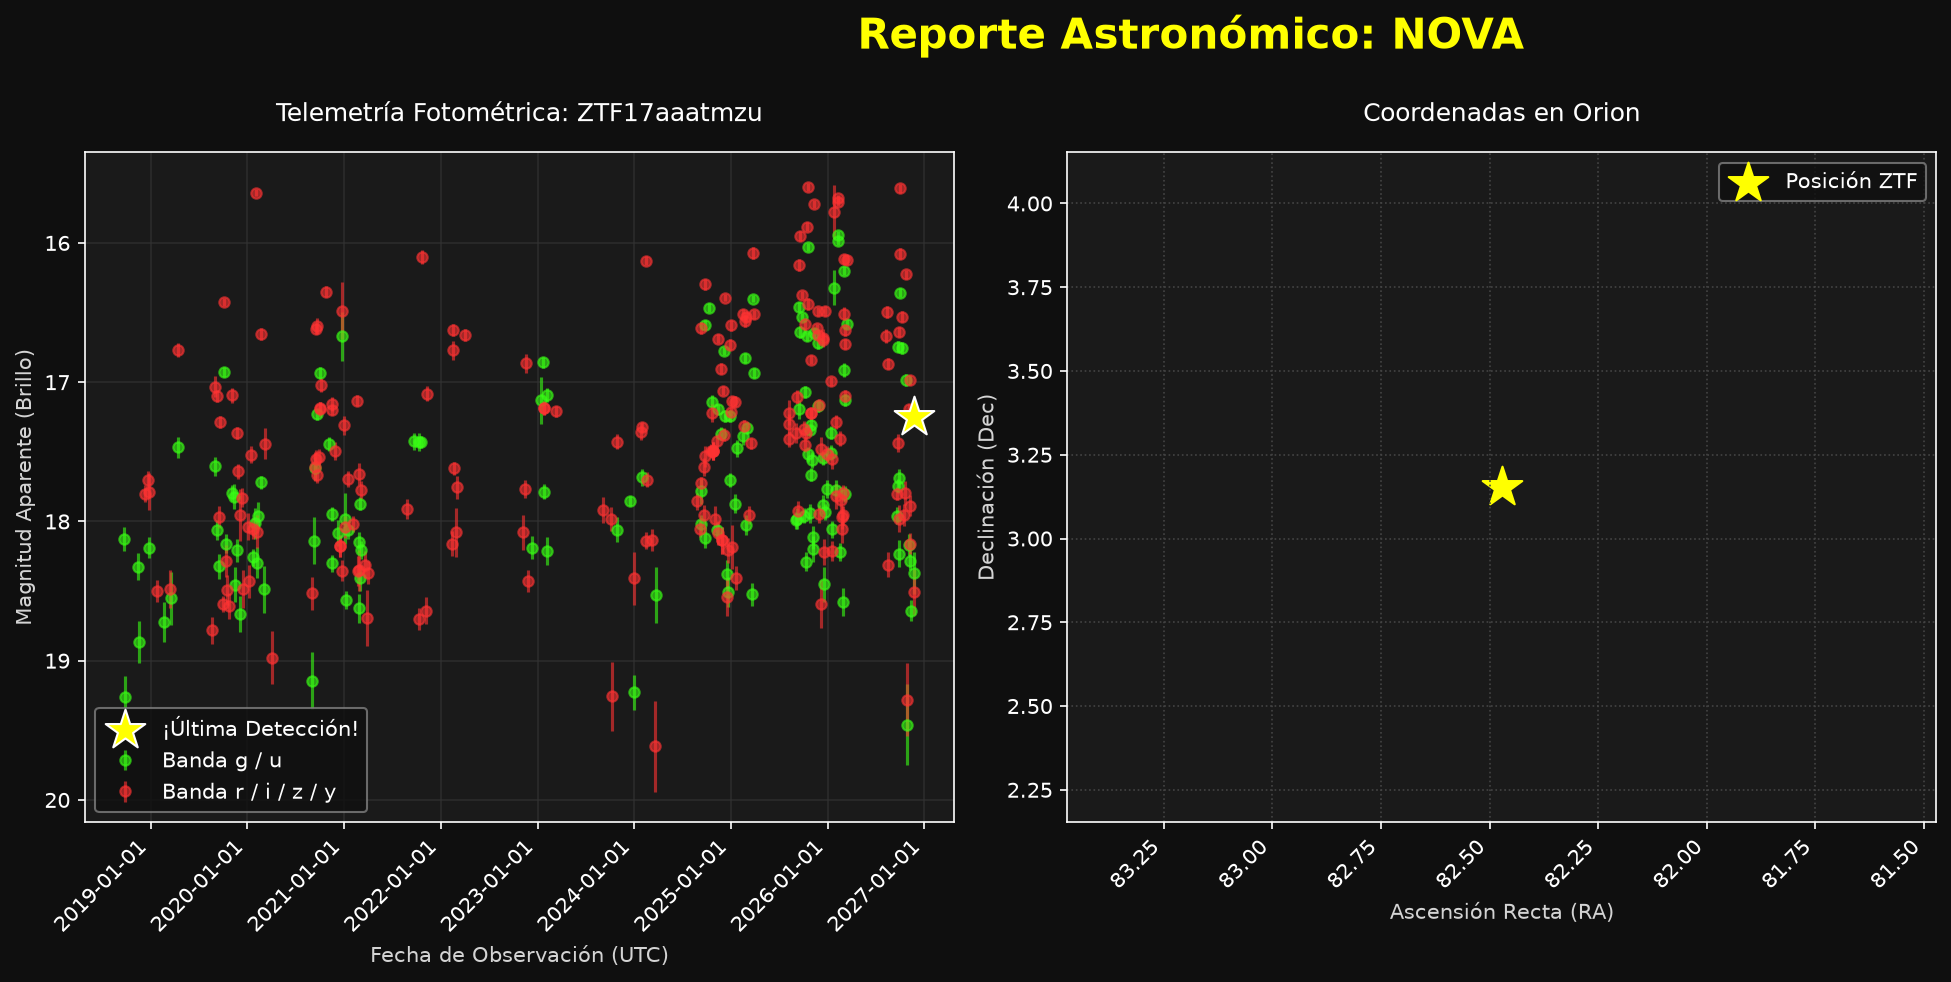 Reporte Astronómico: NOVA
Telemetría Fotométrica: ZTF17aaatmzu
Magnitud Aparente (Brillo)
16
17
18
19
20
¡Última Detección!
Banda g / u
Banda r / i / z / y
2019-01-01
2020-01-01
2021-01-01
2022-01-01
2023-01-01
2024-01-01
2025-01-01
2026-01-01
2027-01-01
Fecha de Observación (UTC)
Coordenadas en Orion
Posición ZTF
Declinación (Dec)
4.00
3.75
3.50
3.25
3.00
2.75
2.50
2.25
83.25
83.00
82.75
82.50
82.25
82.00
81.75
81.50
Ascensión Recta (RA)